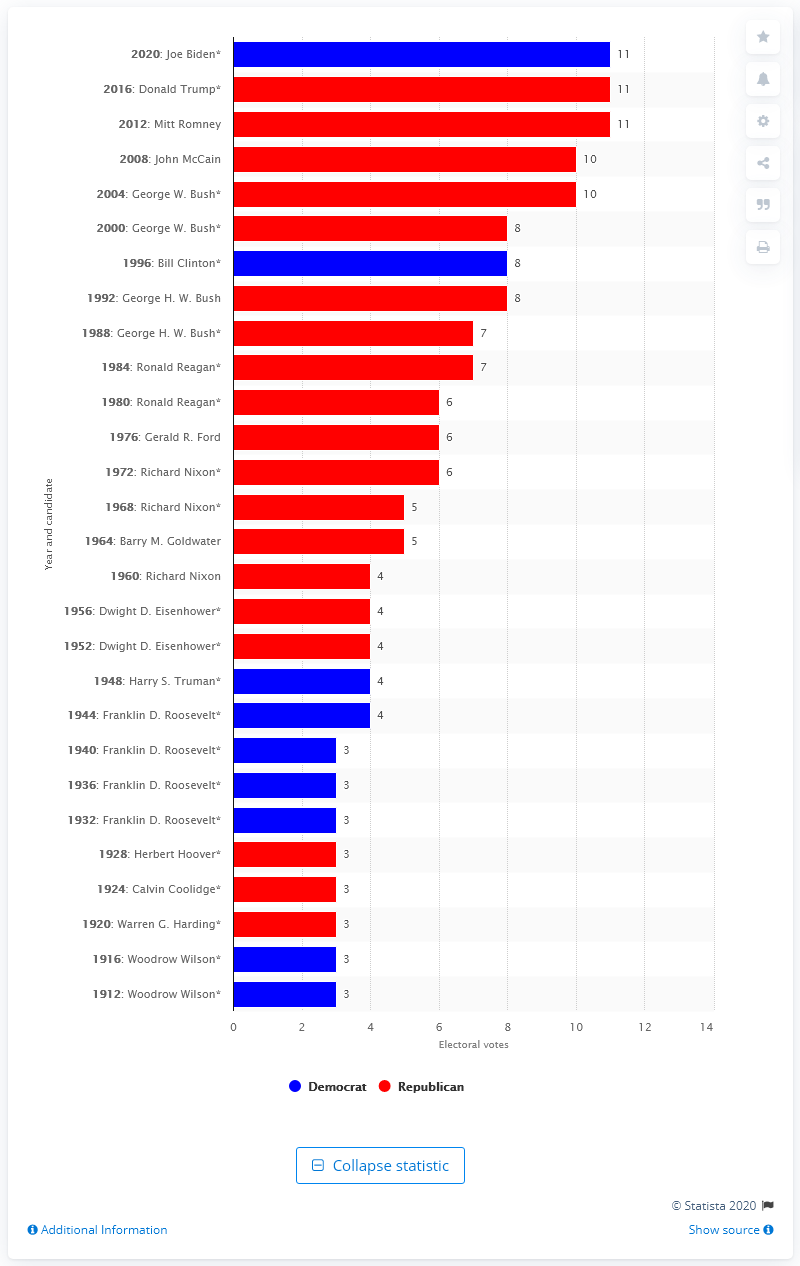 2020: Joe Biden* 11
2016: Donald Trump* 11
2012: Mitt Romney 11
2008: John McCain 10
2004: George W. Bush* 10
2000: George W. Bush* 8
1996: Bill Clinton* 8
1992: George H. W. Bush 8
1988: George H. W. Bush* 7
1984: Ronald Reagan* 7
1980: Ronald Reagan* 6
1976: Gerald R. Ford 6
1972: Richard Nixon* 6
1968: Richard Nixon* 5
1964: Barry M. Goldwater 5
1960: Richard Nixon 4
1956: Dwight D. Eisenhower* 4
1952: Dwight D. Eisenhower* 4
1948: Harry S. Truman* 4
1944: Franklin D. Roosevelt* 4
1940: Franklin D. Roosevelt* 3
1936: Franklin D. Roosevelt* 3
1932: Franklin D. Roosevelt* 3
1928: Herbert Hoover* 3
1924: Calvin Coolidge* 3
1920: Warren G. Harding* 3
1916: Woodrow Wilson* 3
1912: Woodrow Wilson* 3
Year and candidate
0 2 4 6 8 10 12 14
Electoral votes
Democrat Republican
Collapse statistic
© Statista 2020
Additional Information Show source